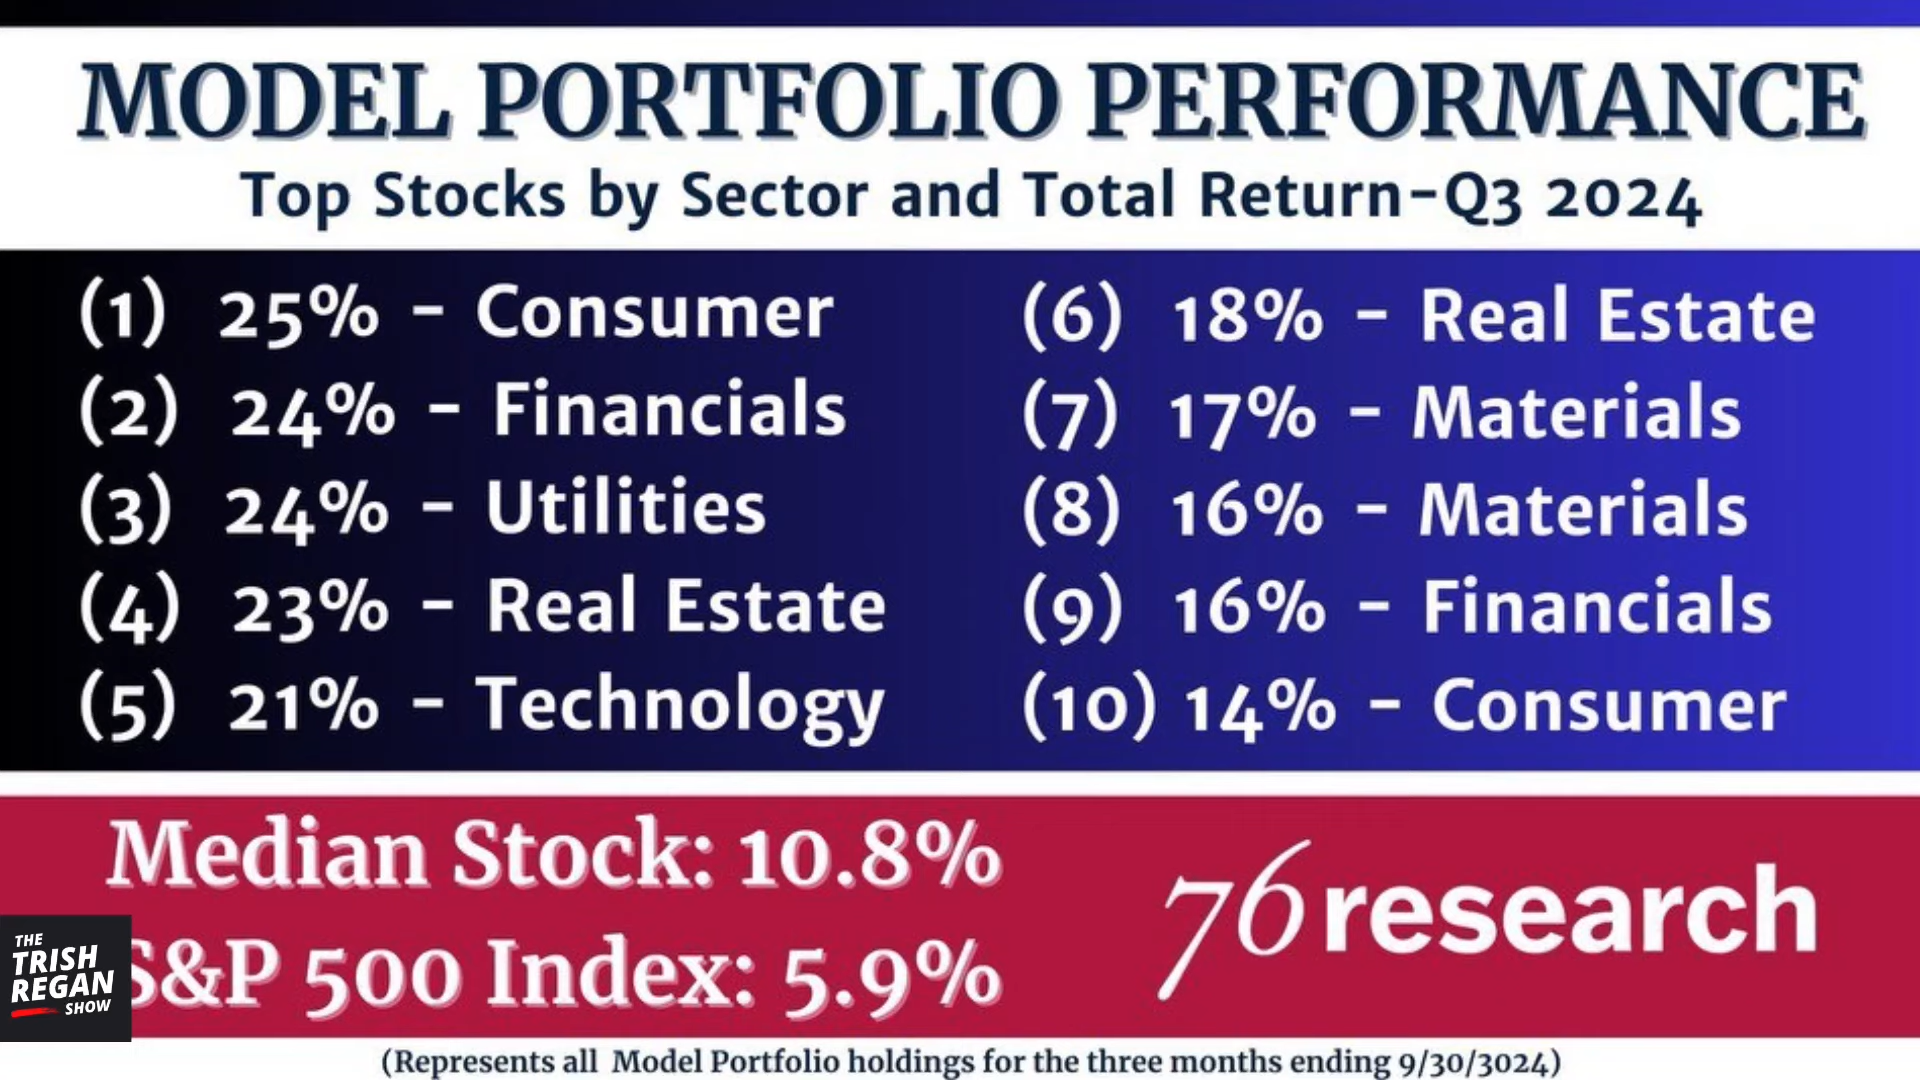 MODEL PORTFOLIO PERFORMANCE
Top Stocks by Sector and Total Return-Q3 2024
(1) 25% - Consumer
(2) 24% - Financials
(3) 24% - Utilities
(4) 23% - Real Estate
(5) 21% - Technology
(6) 18% - Real Estate
(7) 17% - Materials
(8) 16% - Materials
(9) 16% - Financials
(10) 14% - Consumer
Median Stock: 10.8%
S&P 500 Index: 5.9%
76research
THE
TRISH
REGAN
SHOW
(Represents all Model Portfolio holdings for the three months ending 9/30/3024)